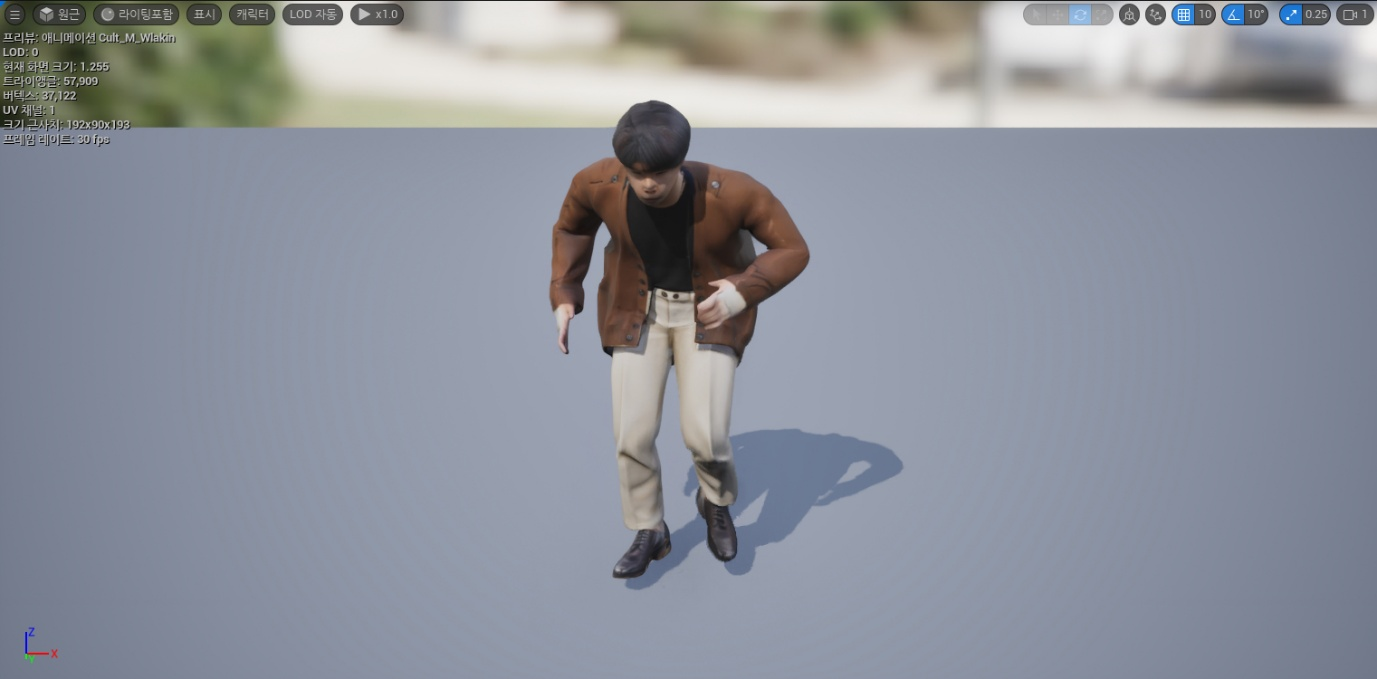 원근 라이팅포함 표시 캐릭터 LOD 자동 x1.0 10 10° 0.25 1
프리뷰: 애니메이션 Cult_M_Wlakin
LOD: 0
현재 화면 크기: 1.255
트라이앵글: 57,909
버텍스: 37,122
UV 채널: 1
크기 근사치: 192x90x193
프레임 레이트: 30 fps
Z
X
Y